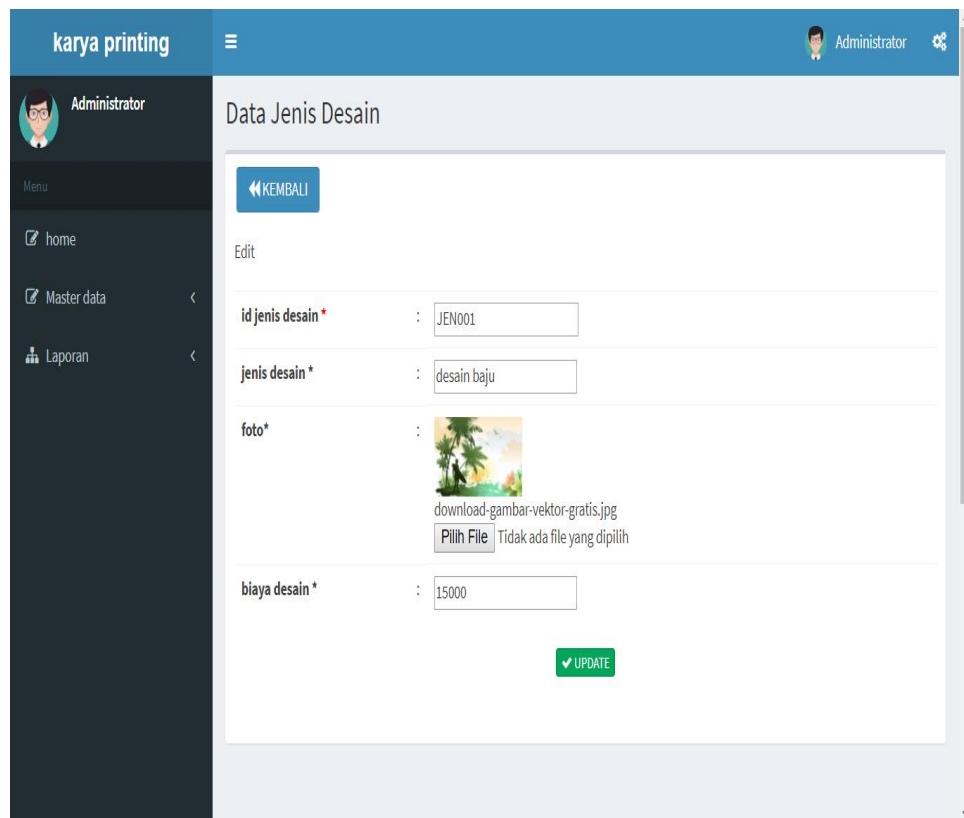 karya printing
Administrator
Administrator
Menu
home
Master data
Laporan
Data Jenis Desain
KEMBALI
Edit
id jenis desain * : JEN001
jenis desain * : desain baju
foto* :
download-gambar-vektor-gratis.jpg
Pilih File Tidak ada file yang dipilih
biaya desain * : 15000
UPDATE